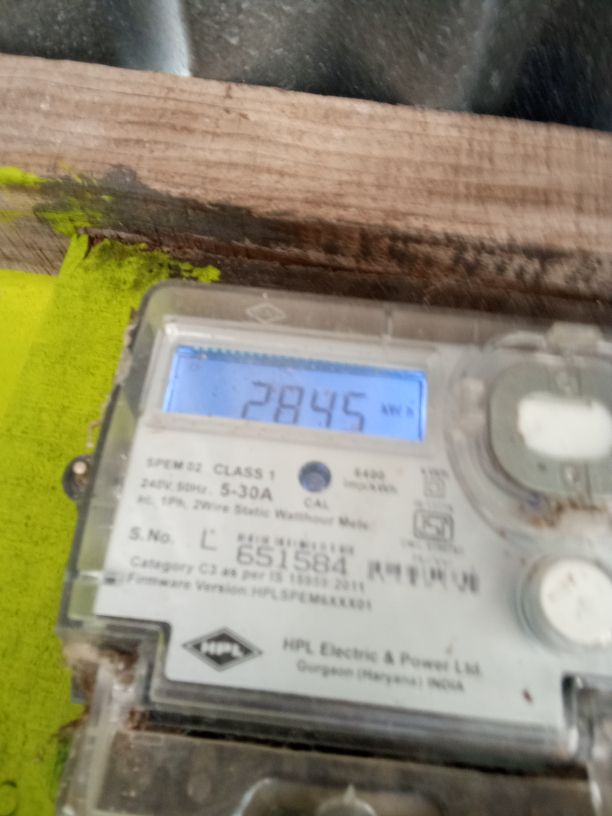 2845 kWh
SPEM 02 CLASS 1
240V, 50Hz, 5-30A
6400
imp/kWh
CAL
ac, 1Ph, 2Wire Static Watthour Meter
S.No. L 651584
Category C3 as per IS 15959:2011
Firmware Version:HPLSPEM6XXX01
HPL
HPL Electric & Power Ltd.
Gurgaon (Haryana) INDIA